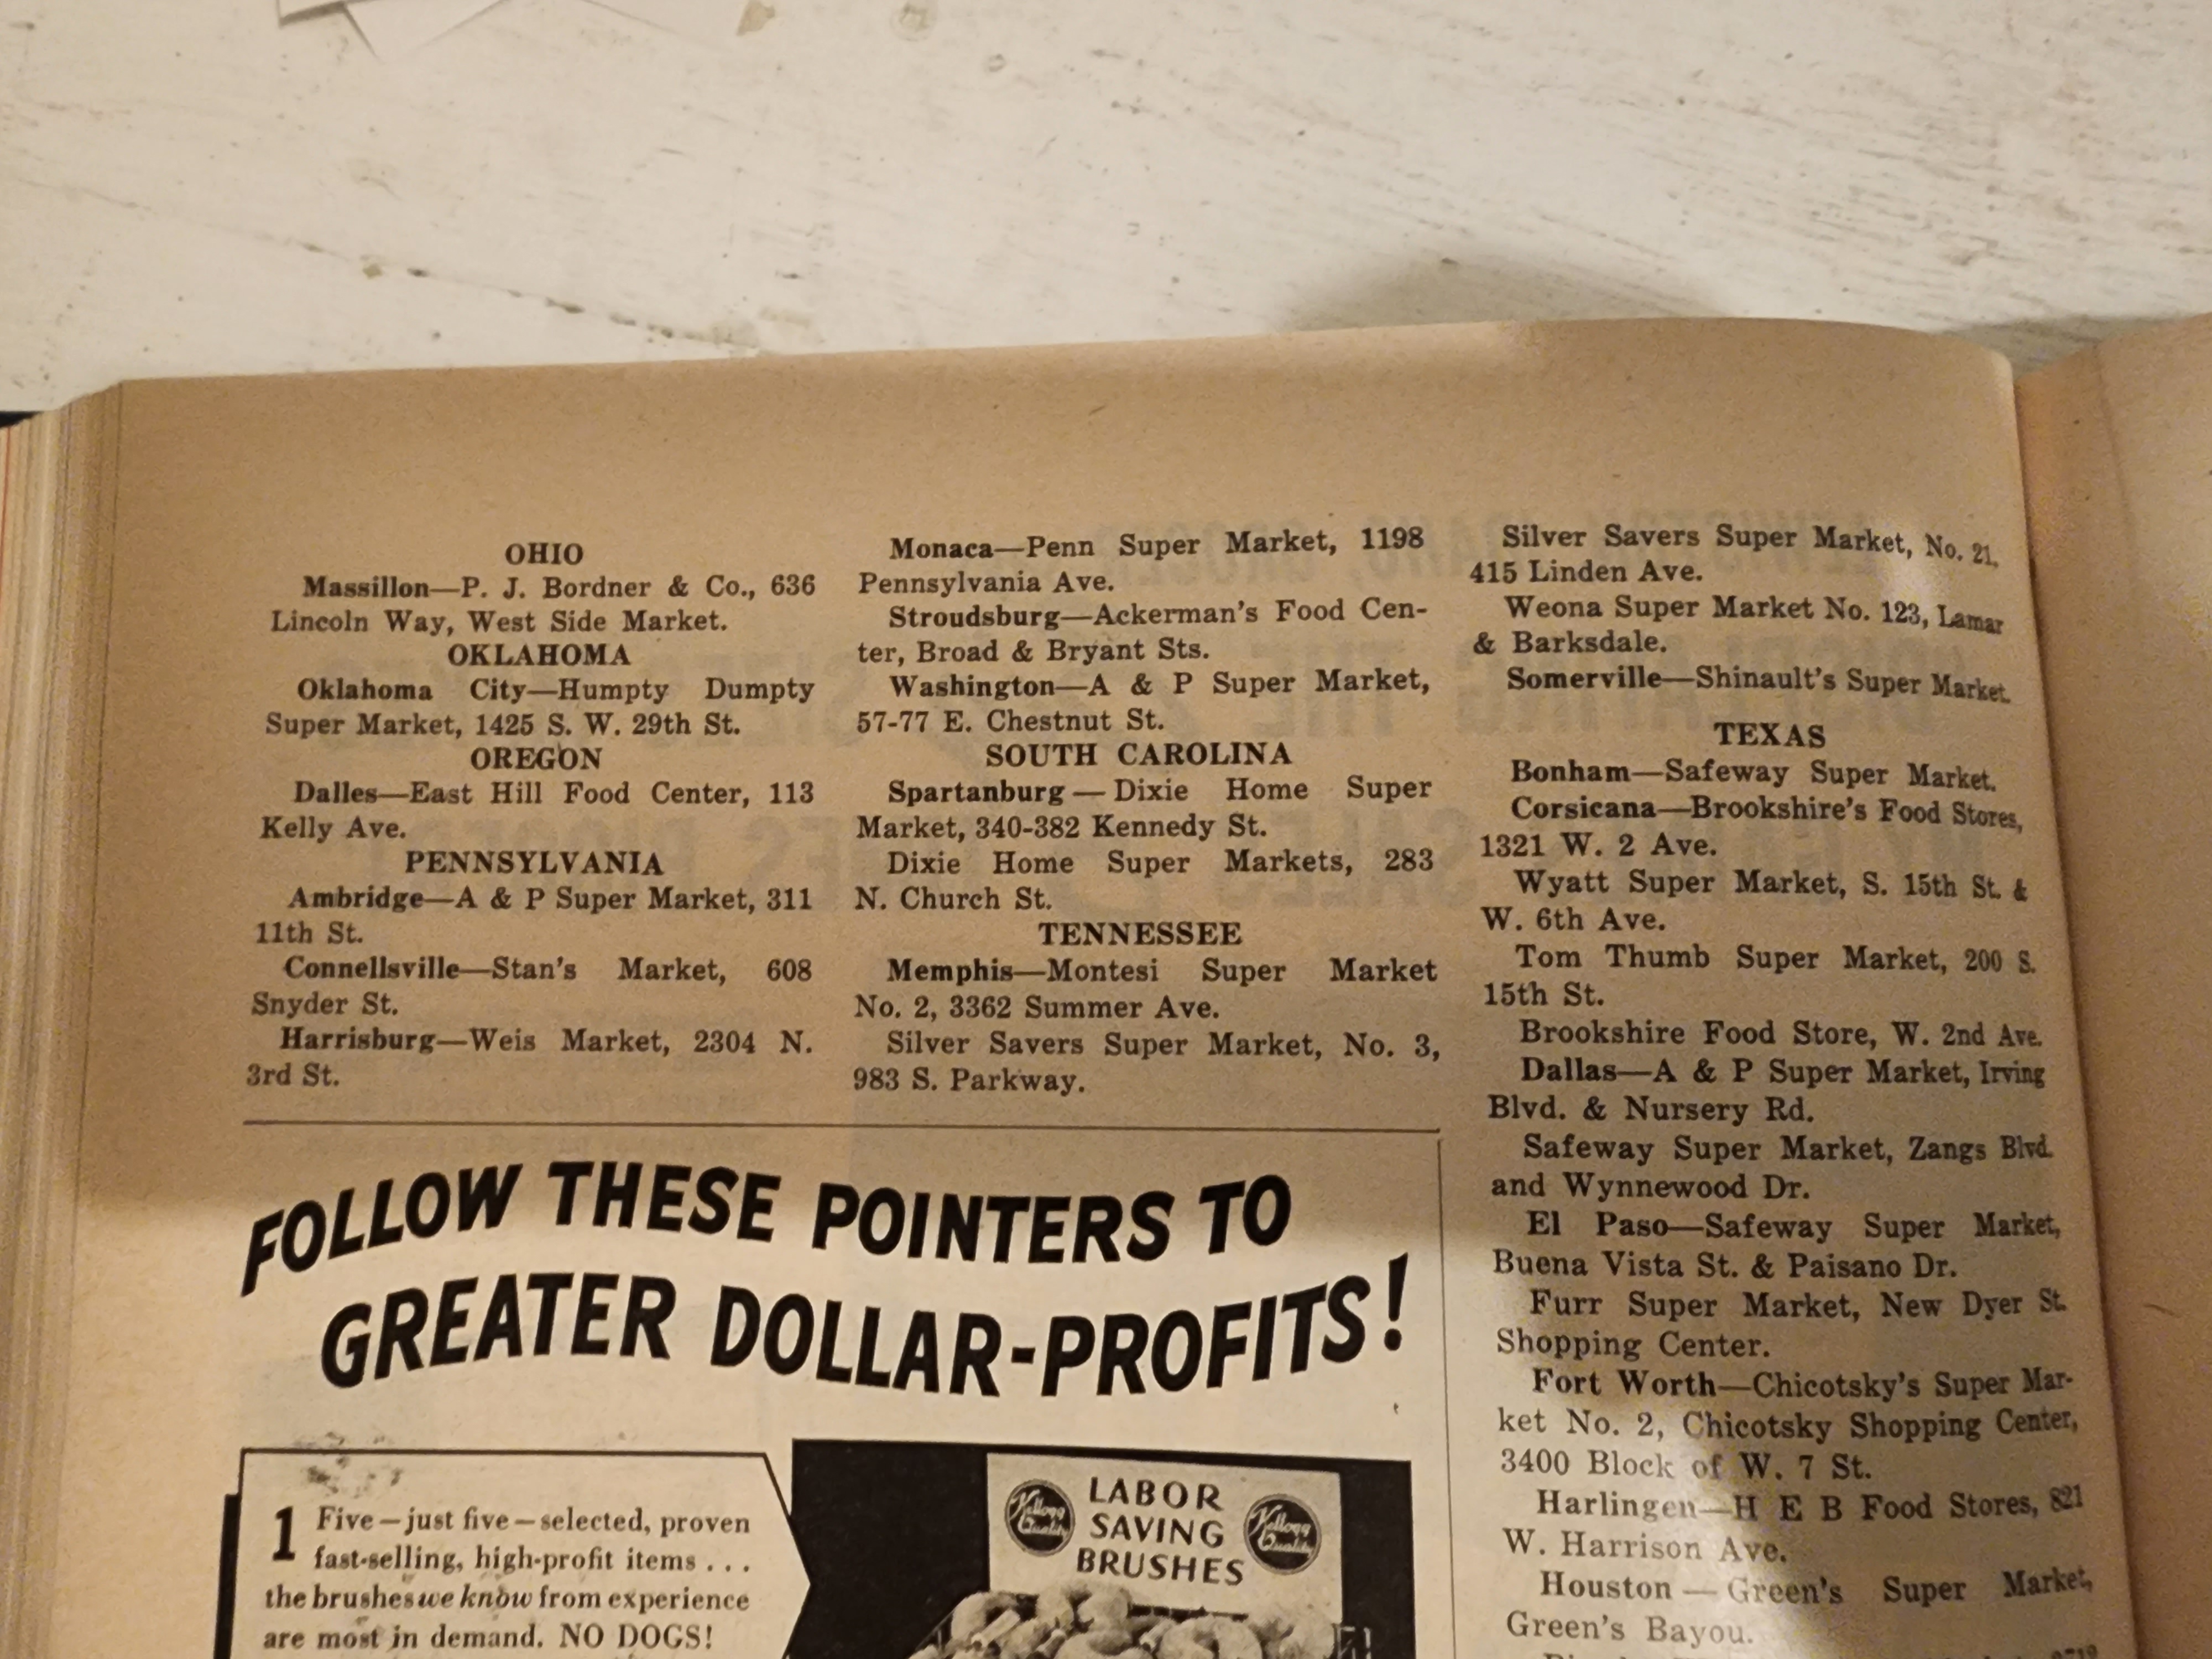 OHIO
Massillon—P. J. Bordner & Co., 636
Lincoln Way, West Side Market.
OKLAHOMA
Oklahoma City—Humpty Dumpty
Super Market, 1425 S. W. 29th St.
OREGON
Dalles—East Hill Food Center, 113
Kelly Ave.
PENNSYLVANIA
Ambridge—A & P Super Market, 311
11th St.
Connellsville—Stan's Market, 608
Snyder St.
Harrisburg—Weis Market, 2304 N.
3rd St.
Monaca—Penn Super Market, 1198
Pennsylvania Ave.
Stroudsburg—Ackerman's Food Cen-
ter, Broad & Bryant Sts.
Washington—A & P Super Market,
57-77 E. Chestnut St.
SOUTH CAROLINA
Spartanburg — Dixie Home Super
Market, 340-382 Kennedy St.
Dixie Home Super Markets, 283
N. Church St.
TENNESSEE
Memphis—Montesi Super Market
No. 2, 3362 Summer Ave.
Silver Savers Super Market, No. 3,
983 S. Parkway.
Silver Savers Super Market, No. 21,
415 Linden Ave.
Weona Super Market No. 123, Lamar
& Barksdale.
Somerville—Shinault's Super Market.
TEXAS
Bonham—Safeway Super Market.
Corsicana—Brookshire's Food Stores,
1321 W. 2 Ave.
Wyatt Super Market, S. 15th St. &
W. 6th Ave.
Tom Thumb Super Market, 200 S.
15th St.
Brookshire Food Store, W. 2nd Ave.
Dallas—A & P Super Market, Irving
Blvd. & Nursery Rd.
Safeway Super Market, Zangs Blvd.
and Wynnewood Dr.
El Paso—Safeway Super Market,
Buena Vista St. & Paisano Dr.
Furr Super Market, New Dyer St.
Shopping Center.
Fort Worth—Chicotsky's Super Mar-
ket No. 2, Chicotsky Shopping Center,
3400 Block of W. 7 St.
Harlingen—H E B Food Stores, 821
W. Harrison Ave.
Houston — Green's Super Market,
Green's Bayou.
FOLLOW THESE POINTERS TO
GREATER DOLLAR-PROFITS!
1 Five—just five—selected, proven
fast-selling, high-profit items . . .
the brushes we know from experience
are most in demand. NO DOGS!
LABOR
SAVING
BRUSHES
Kellogg
Quality
Kellogg
Quality